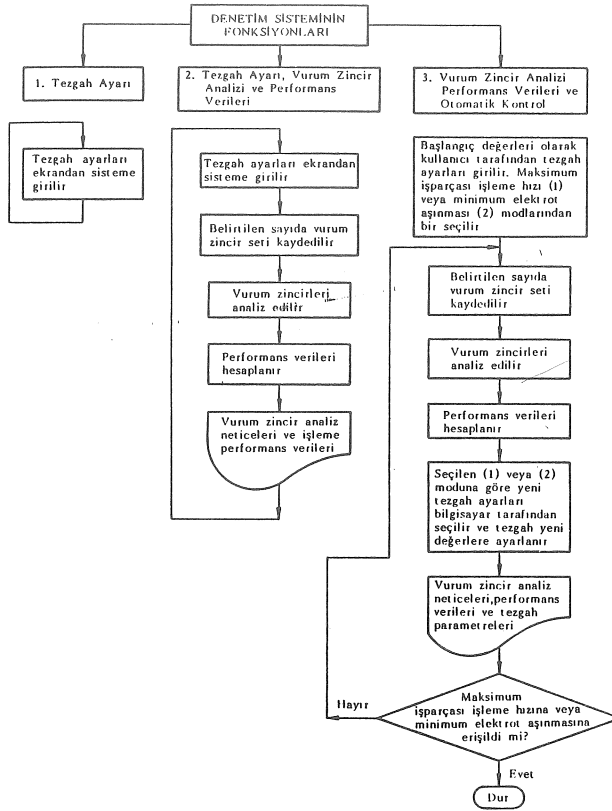 DENETİM SİSTEMİNİN
FONKSİYONLARI
1. Tezgah Ayarı
2. Tezgah Ayarı, Vurum Zincir
Analizi ve Performans
Verileri
3. Vurum Zincir Analizi
Performans Verileri ve
Otomatik Kontrol
Tezgah ayarları
ekrandan sisteme
girilir
Tezgah ayarları ekrandan
sisteme girilir
Belirtilen sayıda vurum
zincir seti kaydedilir
Vurum zincirleri
analiz edilir
Performans verileri
hesaplanır
Vurum zincir analiz
neticeleri ve işleme
performans verileri
Başlangıç değerleri olarak
kullanıcı tarafından tezgah
ayarları girilir. Maksimum
işparçası işleme hızı (1)
veya minimum elektrot
aşınması (2) modlarından
bir seçilir
Belirtilen sayıda
vurum zincir seti
kaydedilir
Vurum zincirleri
analiz edilir
Performans verileri
hesaplanır
Seçilen (1) veya (2)
moduna göre yeni
tezgah ayarları
bilgisayar tarafından
seçilir ve tezgah yeni
değerlere ayarlanır
Vurum zincir analiz
neticeleri,performans
verileri ve tezgah
parametreleri
Maksimum
işparçası işleme hızına veya
minimum elektrot aşınmasına
erişildi mi?
Hayır
Evet
Dur